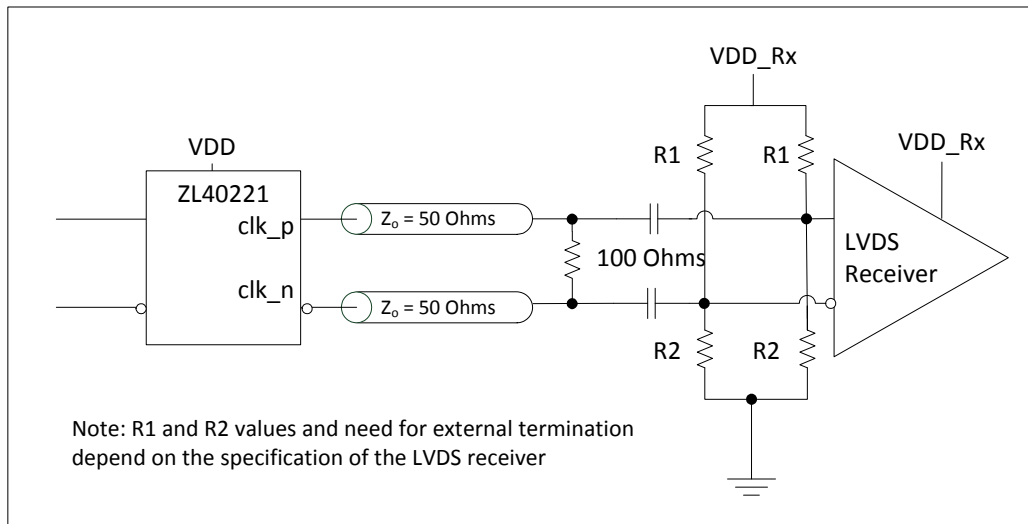 VDD_Rx
VDD
R1
R1
VDD_Rx
ZL40221
clk_p
Zo = 50 Ohms
LVDS
Receiver
100 Ohms
clk_n
Zo = 50 Ohms
R2
R2
Note: R1 and R2 values and need for external termination
depend on the specification of the LVDS receiver